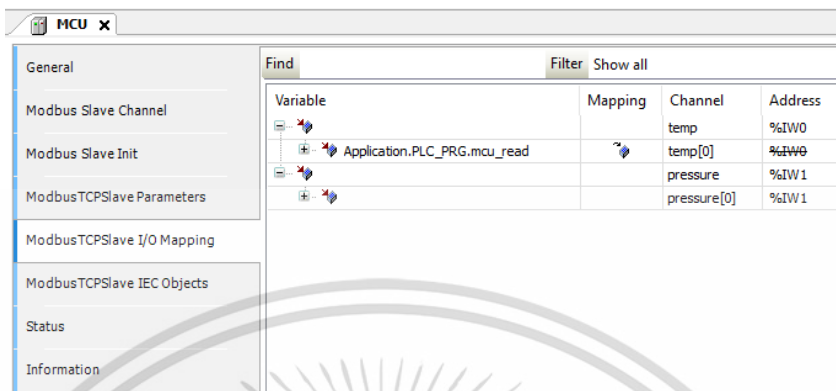 MCU X
General
Modbus Slave Channel
Modbus Slave Init
ModbusTCPSlave Parameters
ModbusTCPSlave I/O Mapping
ModbusTCPSlave IEC Objects
Status
Information
Find Filter Show all
Variable Mapping Channel Address
temp %IW0
Application.PLC_PRG.mcu_read temp[0] %IW0
pressure %IW1
pressure[0] %IW1